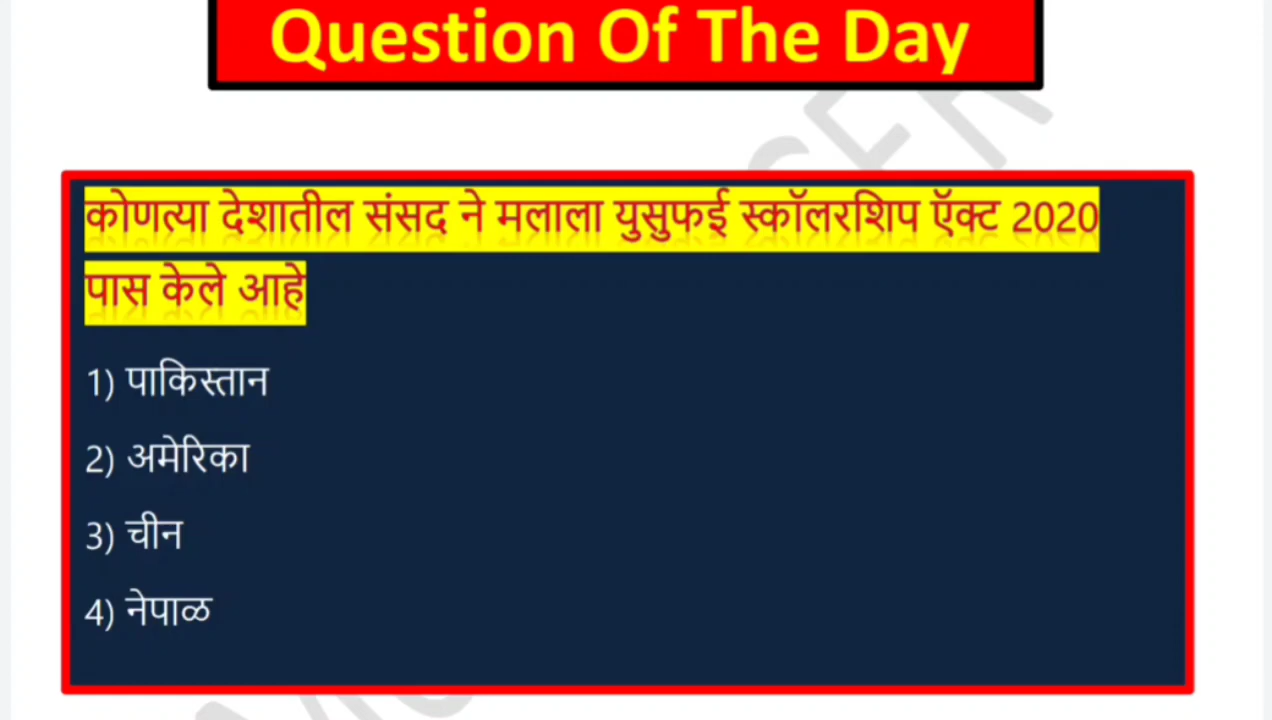 Question Of The Day
कोणत्या देशातील संसद ने मलाला युसुफई स्कॉलरशिप ऍक्ट 2020
पास केले आहे
1) पाकिस्तान
2) अमेरिका
3) चीन
4) नेपाळ